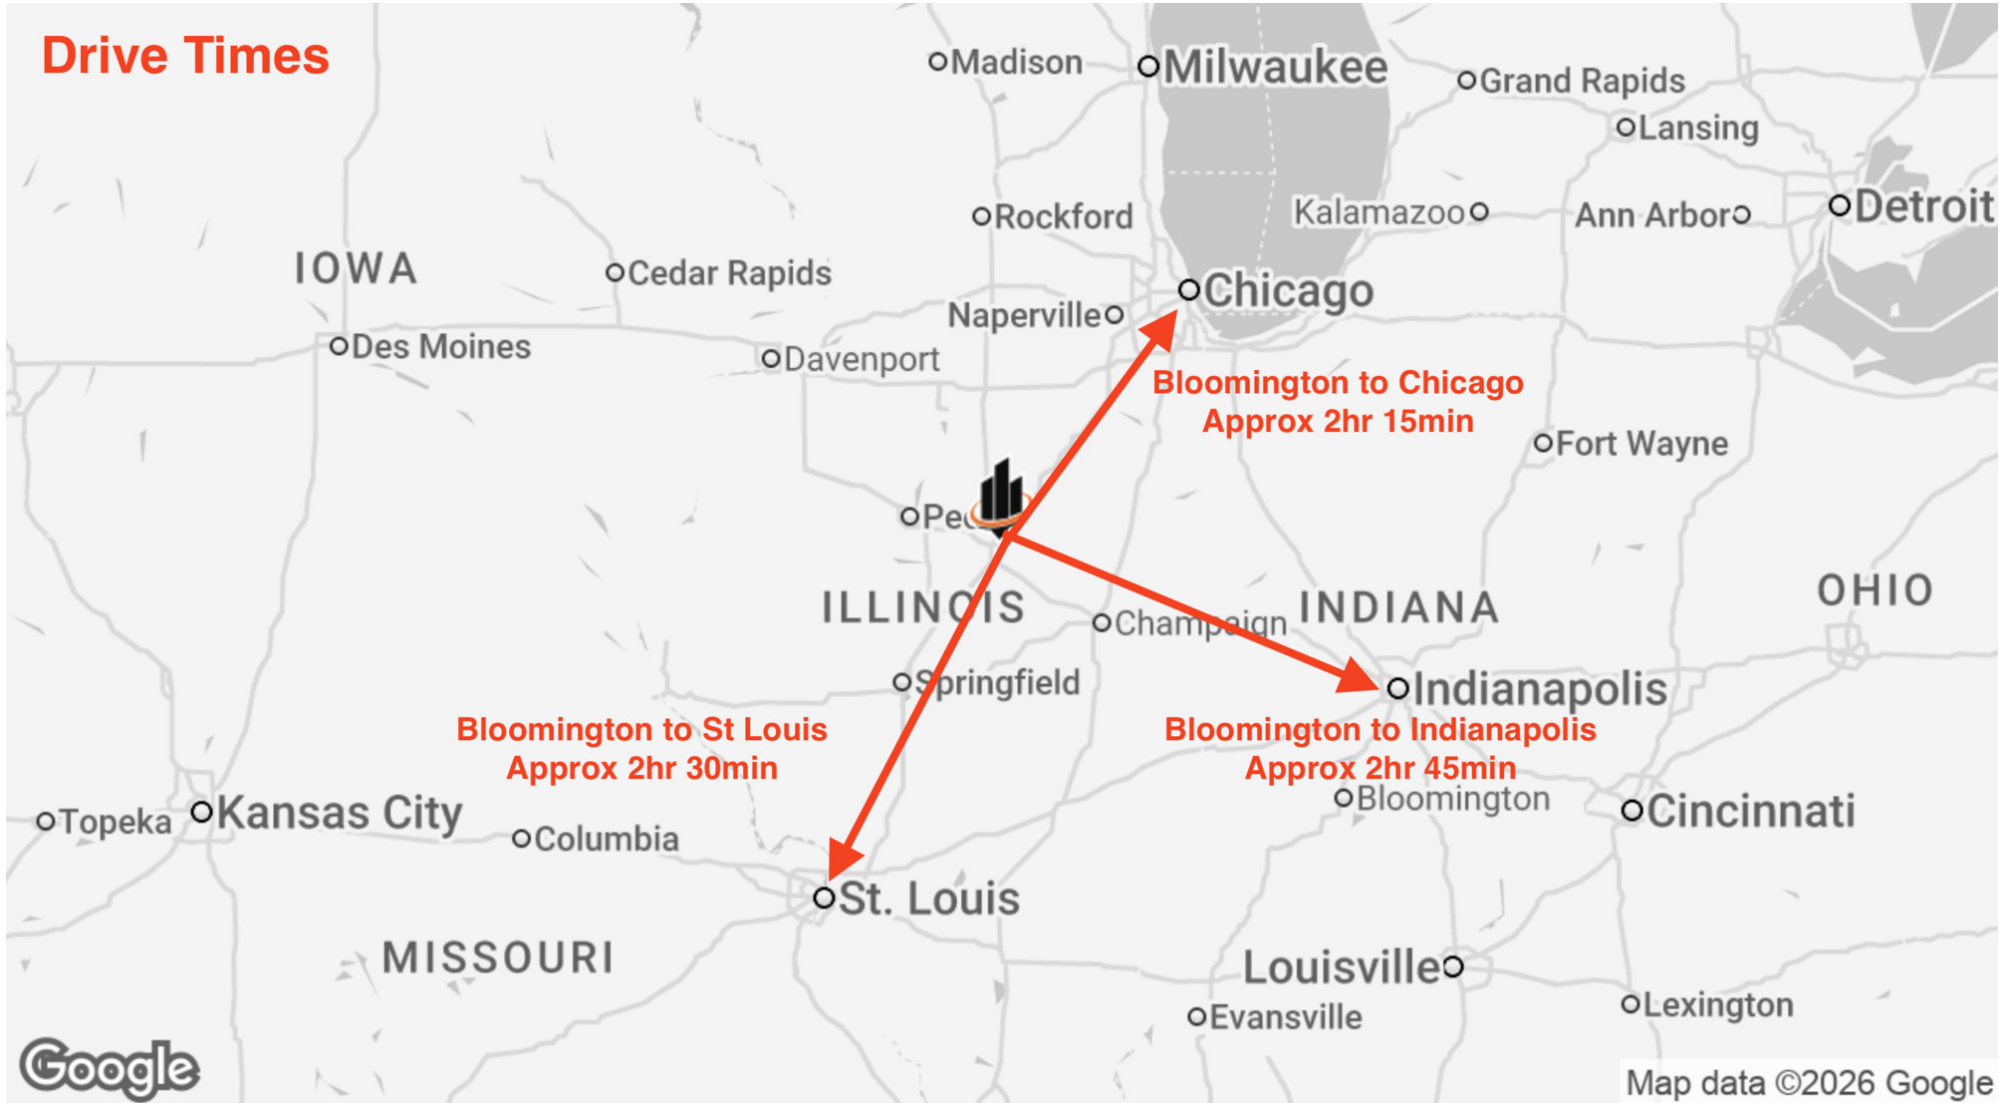 Drive Times
Madison
Milwaukee
Grand Rapids
Lansing
Rockford
Kalamazoo
Ann Arbor
Detroit
IOWA
Cedar Rapids
Chicago
Naperville
Des Moines
Davenport
Bloomington to Chicago
Approx 2hr 15min
Fort Wayne
ILLINOIS
Champaign
INDIANA
OHIO
Springfield
Indianapolis
Bloomington to St Louis
Approx 2hr 30min
Bloomington to Indianapolis
Approx 2hr 45min
Bloomington
Topeka
Kansas City
Columbia
Cincinnati
St. Louis
MISSOURI
Louisville
Lexington
Evansville
Google
Map data ©2026 Google